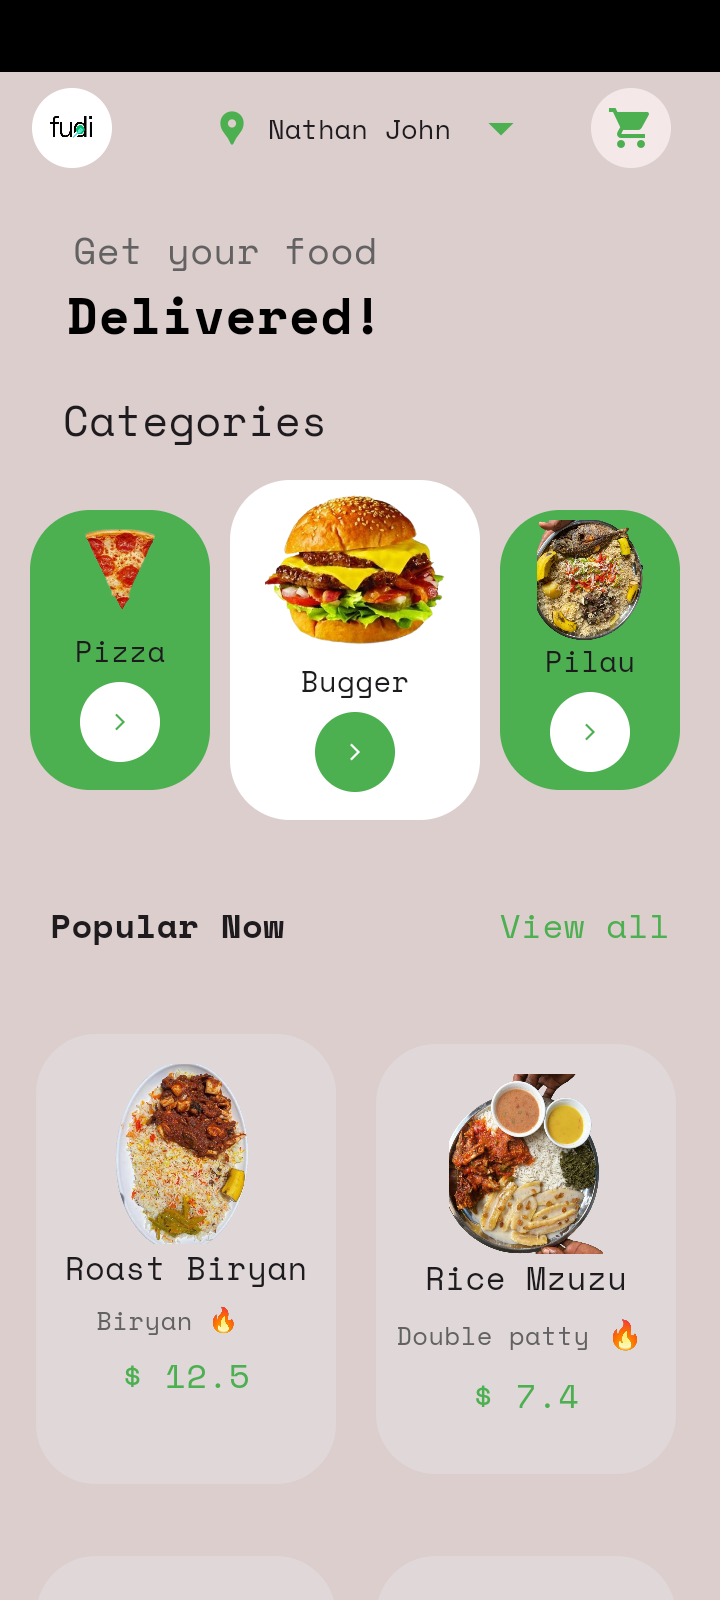 fudi
Nathan John
Get your food
Delivered!
Categories
Pizza
Bugger
Pilau
Popular Now
View all
Roast Biryan
Biryan 🔥
$ 12.5
Rice Mzuzu
Double patty 🔥
$ 7.4